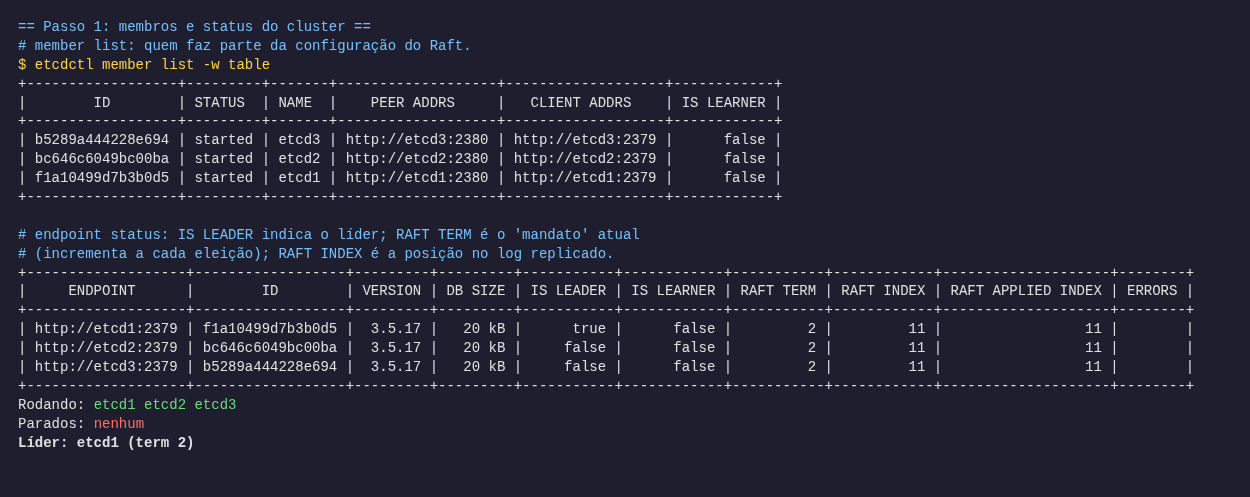 == Passo 1: membros e status do cluster ==
# member list: quem faz parte da configuração do Raft.
$ etcdctl member list -w table
+------------------+---------+-------+-------------------+-------------------+------------+
|        ID        | STATUS  | NAME  |    PEER ADDRS     |   CLIENT ADDRS    | IS LEARNER |
+------------------+---------+-------+-------------------+-------------------+------------+
| b5289a444228e694 | started | etcd3 | http://etcd3:2380 | http://etcd3:2379 |      false |
| bc646c6049bc00ba | started | etcd2 | http://etcd2:2380 | http://etcd2:2379 |      false |
| f1a10499d7b3b0d5 | started | etcd1 | http://etcd1:2380 | http://etcd1:2379 |      false |
+------------------+---------+-------+-------------------+-------------------+------------+
# endpoint status: IS LEADER indica o líder; RAFT TERM é o 'mandato' atual
# (incrementa a cada eleição); RAFT INDEX é a posição no log replicado.
+-------------------+------------------+---------+---------+-----------+------------+-----------+------------+--------------------+--------+
|     ENDPOINT      |        ID        | VERSION | DB SIZE | IS LEADER | IS LEARNER | RAFT TERM | RAFT INDEX | RAFT APPLIED INDEX | ERRORS |
+-------------------+------------------+---------+---------+-----------+------------+-----------+------------+--------------------+--------+
| http://etcd1:2379 | f1a10499d7b3b0d5 |  3.5.17 |   20 kB |      true |      false |         2 |         11 |                 11 |        |
| http://etcd2:2379 | bc646c6049bc00ba |  3.5.17 |   20 kB |     false |      false |         2 |         11 |                 11 |        |
| http://etcd3:2379 | b5289a444228e694 |  3.5.17 |   20 kB |     false |      false |         2 |         11 |                 11 |        |
+-------------------+------------------+---------+---------+-----------+------------+-----------+------------+--------------------+--------+
Rodando: etcd1 etcd2 etcd3
Parados: nenhum
Líder: etcd1 (term 2)